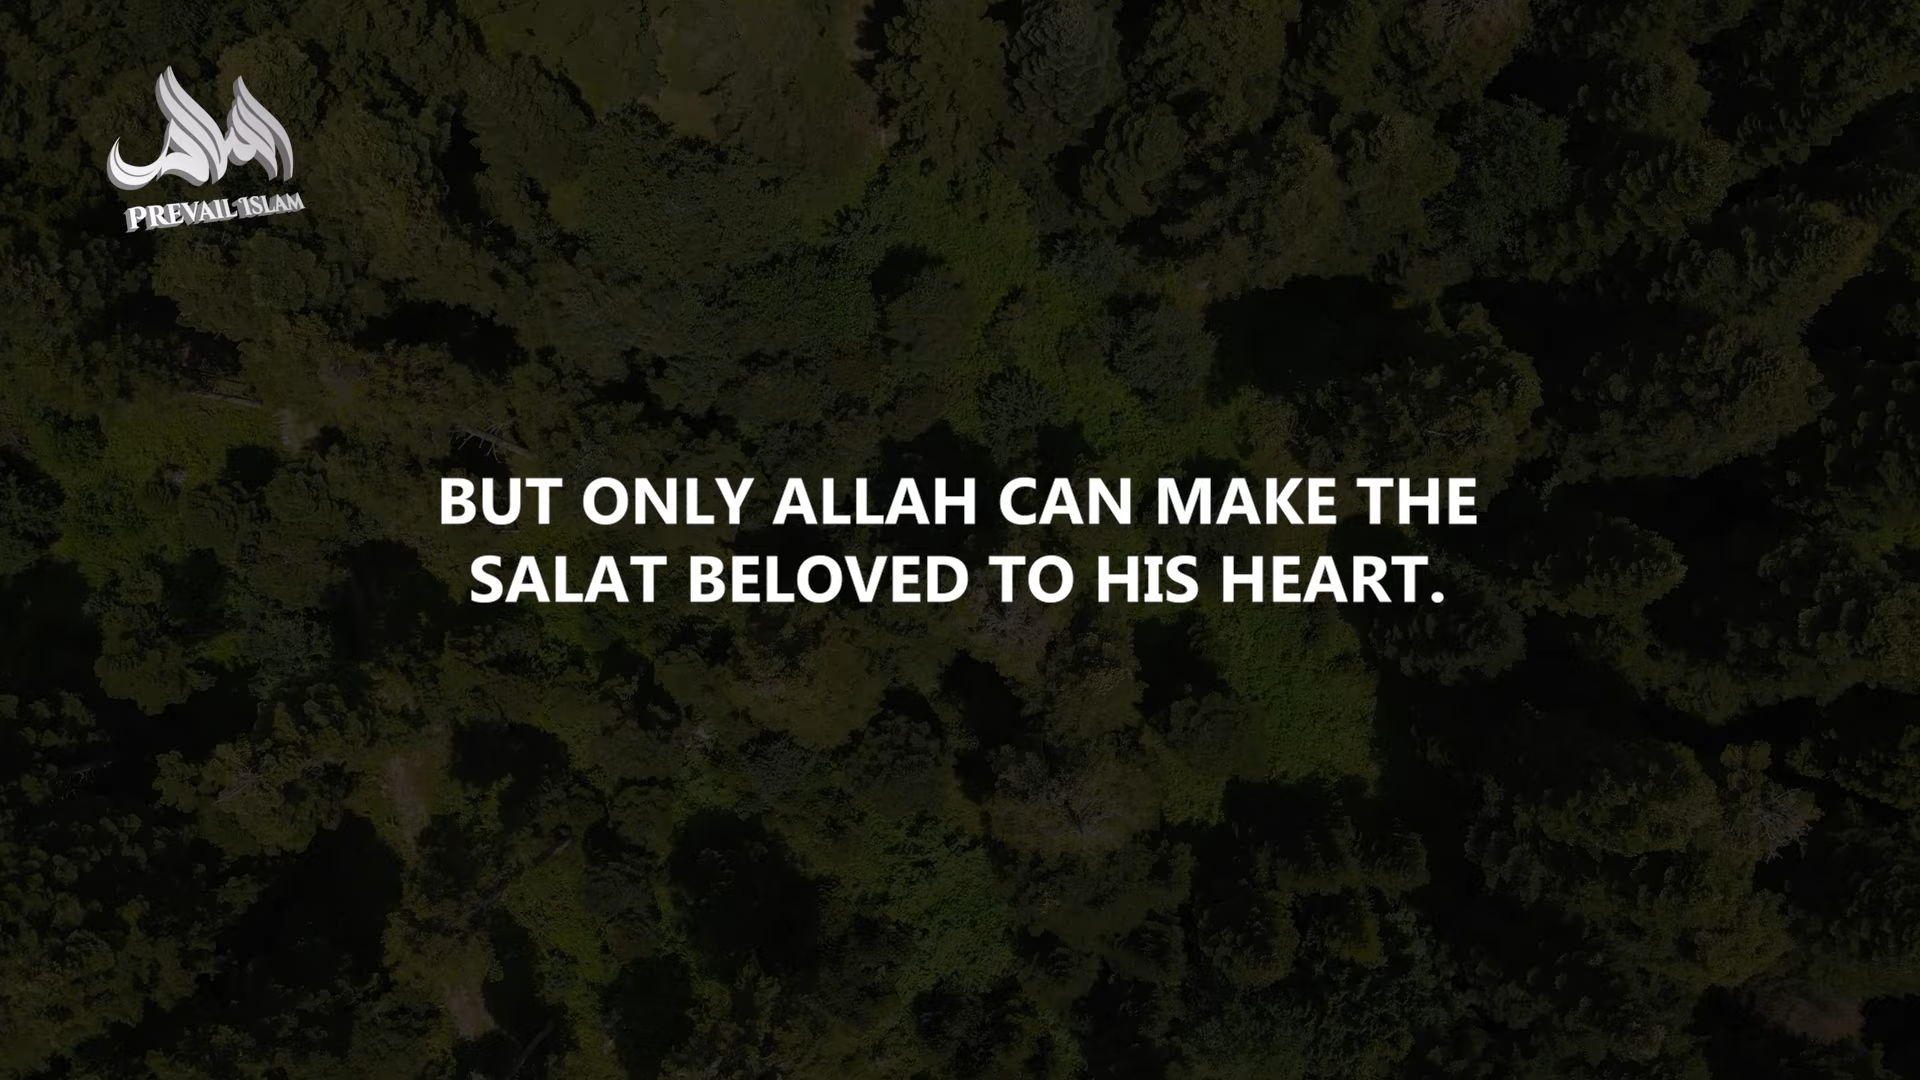 PREVAIL ISLAM
BUT ONLY ALLAH CAN MAKE THE
SALAT BELOVED TO HIS HEART.